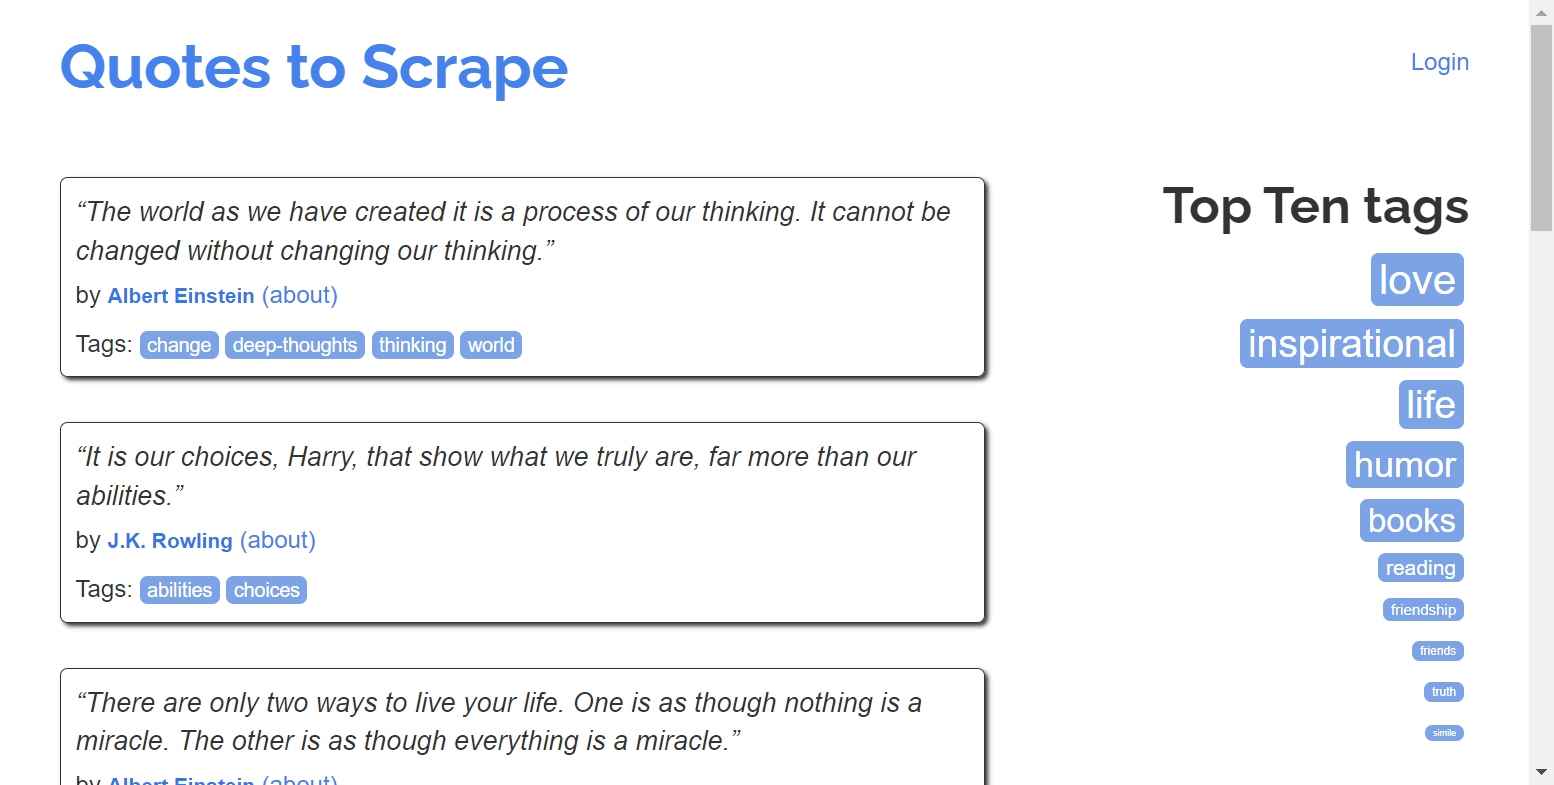 Quotes to Scrape
Login
“The world as we have created it is a process of our thinking. It cannot be
changed without changing our thinking.”
by Albert Einstein (about)
Tags: change deep-thoughts thinking world
“It is our choices, Harry, that show what we truly are, far more than our
abilities.”
by J.K. Rowling (about)
Tags: abilities choices
“There are only two ways to live your life. One is as though nothing is a
miracle. The other is as though everything is a miracle.”
by Albert Einstein (about)
Top Ten tags
love
inspirational
life
humor
books
reading
friendship
friends
truth
simile